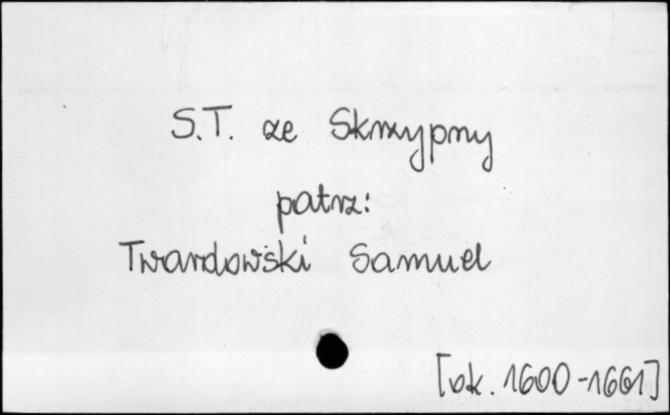 S.T. ze Skrzypny
patrz:
Twardowski Samuel
[ok. 1600-1661]